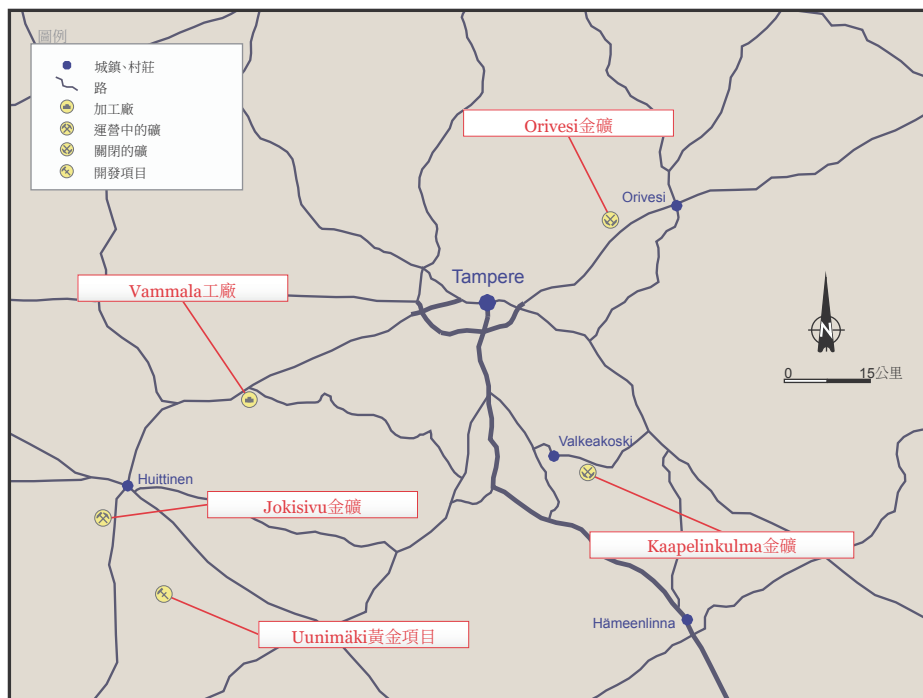 圖例
城鎮、村莊
路
加工廠
運營中的礦
關閉的礦
開發項目
Orivesi金礦
Orivesi
Tampere
Vammala工廠
N
0 15公里
Valkeakoski
Huittinen
Jokisivu金礦
Kaapelinkulma金礦
Hämeenlinna
Uunimäki黃金項目